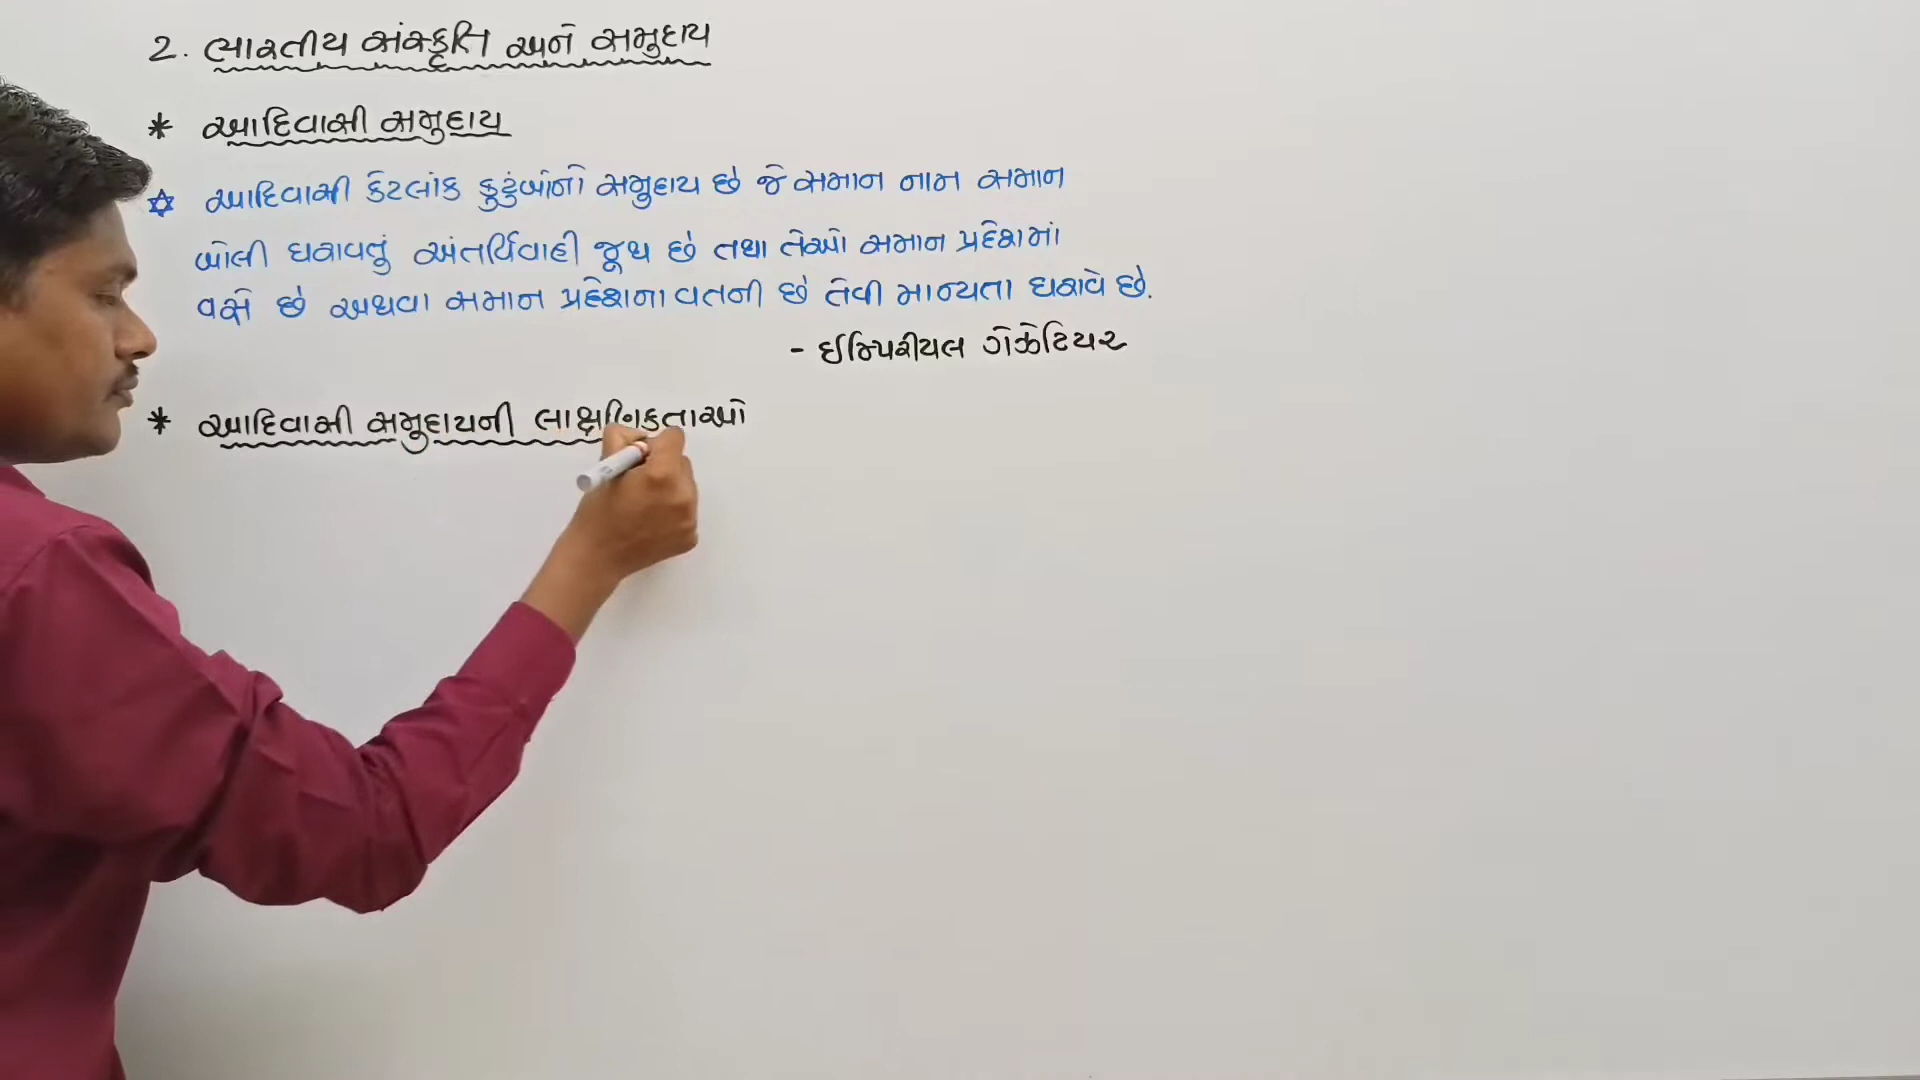 2. ભારતીય સંસ્કૃતિ અને સમુદાય
* આદિવાસી સમુદાય
✡ આદિવાસી કેટલાંક કુટુંબોનો સમુદાય છે જે સમાન નામ સમાન
બોલી ધરાવતું અંતર્વિવાહી જૂથ છે તથા તેઓ સમાન પ્રદેશમાં
વસે છે અથવા સમાન પ્રદેશના વતની છે તેવી માન્યતા ધરાવે છે.
- ઈમ્પિરીયલ ગેઝેટિયર
* આદિવાસી સમુદાયની લાક્ષણિકતાઓ